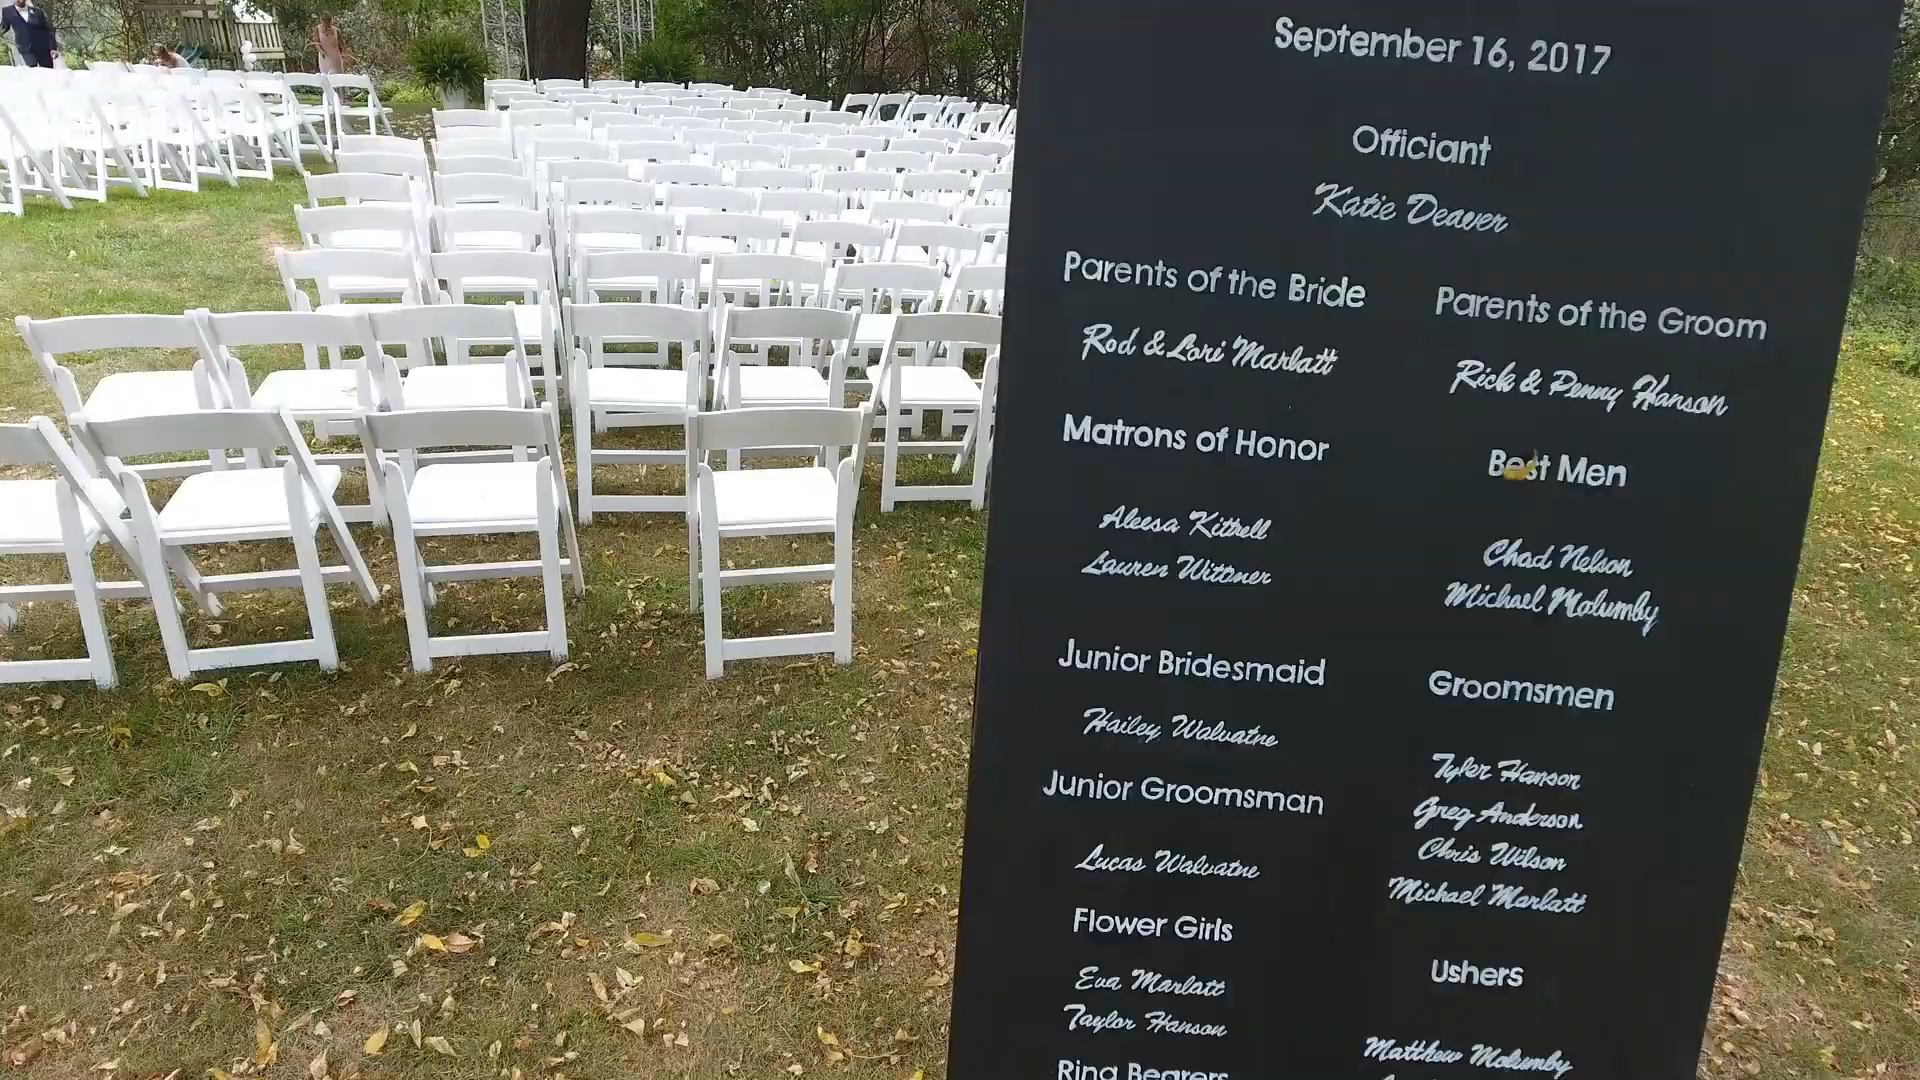 September 16, 2017
Officiant
Katie Deaver
Parents of the Bride
Rod & Lori Marlatt
Matrons of Honor
Aleesa Kittrell
Lauren Wittmer
Junior Bridesmaid
Hailey Walvatne
Junior Groomsman
Lucas Walvatne
Flower Girls
Eva Marlatt
Taylor Hanson
Ring Bearers
Parents of the Groom
Rick & Penny Hanson
Best Men
Chad Nelson
Michael Molumby
Groomsmen
Tyler Hanson
Greg Anderson
Chris Wilson
Michael Marlatt
Ushers
Matthew Molumby